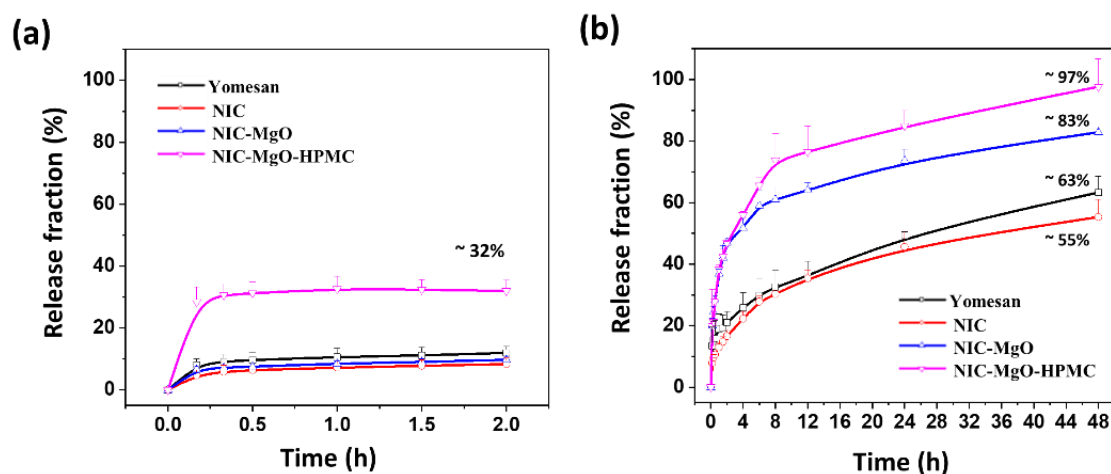 (a)
Release fraction (%)
100
80
60
40
20
0
Yomesan
NIC
NIC-MgO
NIC-MgO-HPMC
~ 32%
0.0 0.5 1.0 1.5 2.0
Time (h)
(b)
Release fraction (%)
100
80
60
40
20
0
~ 97%
~ 83%
~ 63%
~ 55%
Yomesan
NIC
NIC-MgO
NIC-MgO-HPMC
0 4 8 12 16 20 24 28 32 36 40 44 48
Time (h)